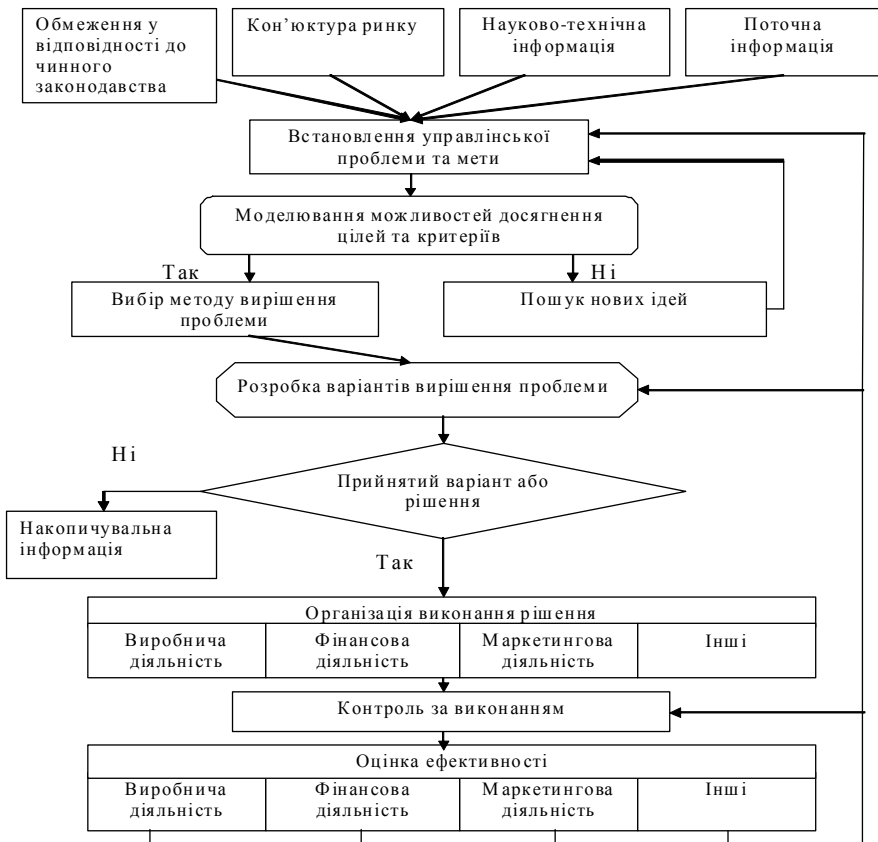 Обмеження у
відповідності до
чинного
законодавства
Кон’юктура ринку
Науково-технічна
інформація
Поточна
інформація
Встановлення управлінської
проблеми та мети
Моделювання можливостей досягнення
цілей та критеріїв
Так
Ні
Вибір методу вирішення
проблеми
Пошук нових ідей
Розробка варіантів вирішення проблеми
Ні
Прийнятий варіант або
рішення
Накопичувальна
інформація
Так
Організація виконання рішення
Виробнича
діяльність
Фінансова
діяльність
Маркетингова
діяльність
Інші
Контроль за виконанням
Оцінка ефективності
Виробнича
діяльність
Фінансова
діяльність
Маркетингова
діяльність
Інші